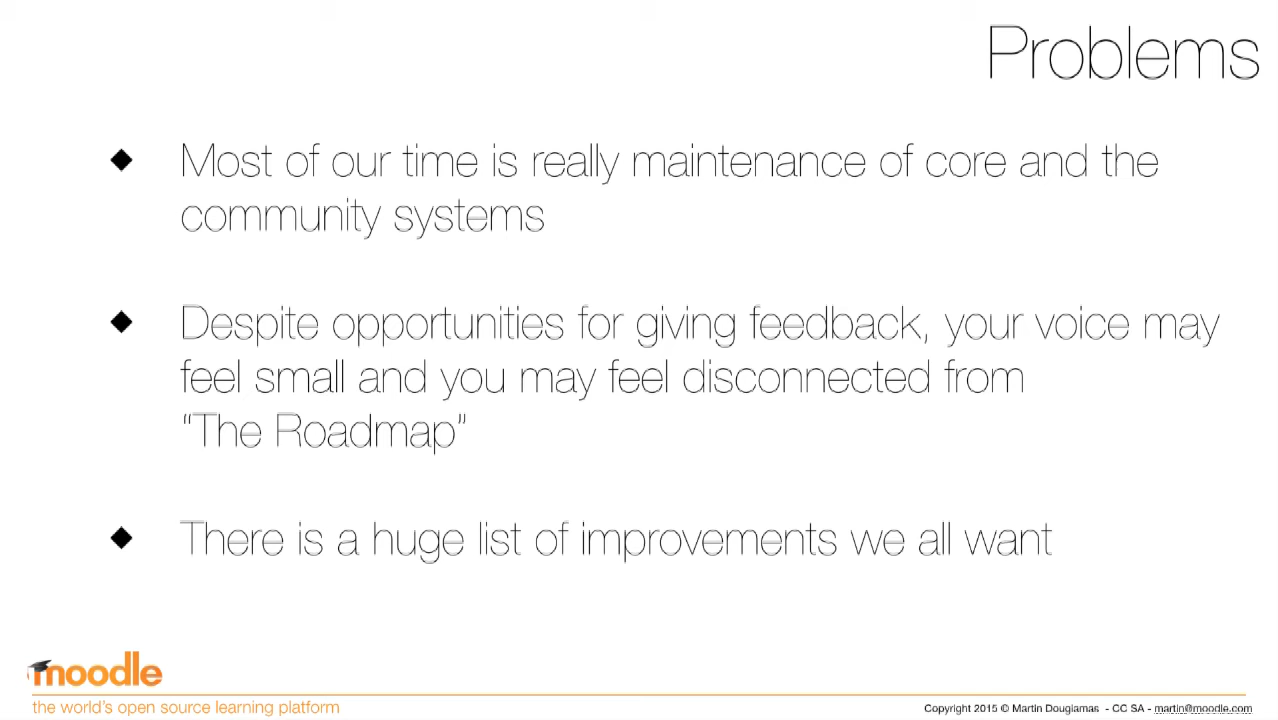 Problems
◆ Most of our time is really maintenance of core and the
community systems
◆ Despite opportunities for giving feedback, your voice may
feel small and you may feel disconnected from
“The Roadmap”
◆ There is a huge list of improvements we all want
moodle
the world's open source learning platform
Copyright 2015 © Martin Dougiamas - CC SA - martin@moodle.com